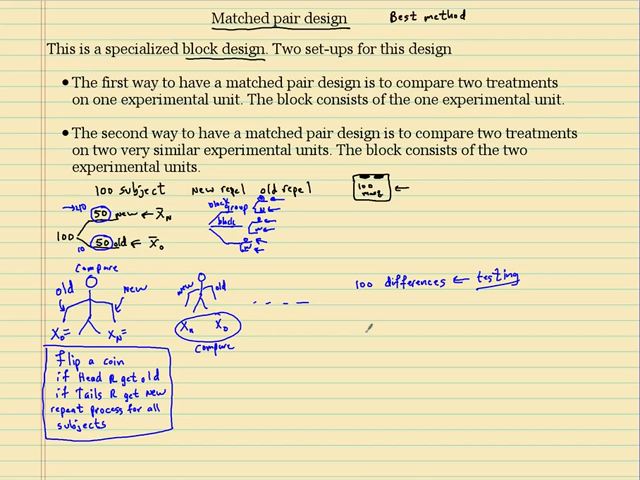 Matched pair design Best method
This is a specialized block design. Two set-ups for this design
• The first way to have a matched pair design is to compare two treatments
on one experimental unit. The block consists of the one experimental unit.
• The second way to have a matched pair design is to compare two treatments
on two very similar experimental units. The block consists of the two
experimental units.
100 subject New repel old repel
100
50 new ← X̄N
100
50 old ← X̄o
block
group
block
Compare
old New
Xo= XN=
new old
Xn Xo
Compare
100 differences ← testing
Flip a coin
if Head R get old
if Tails R get New
repeat process for all
subjects